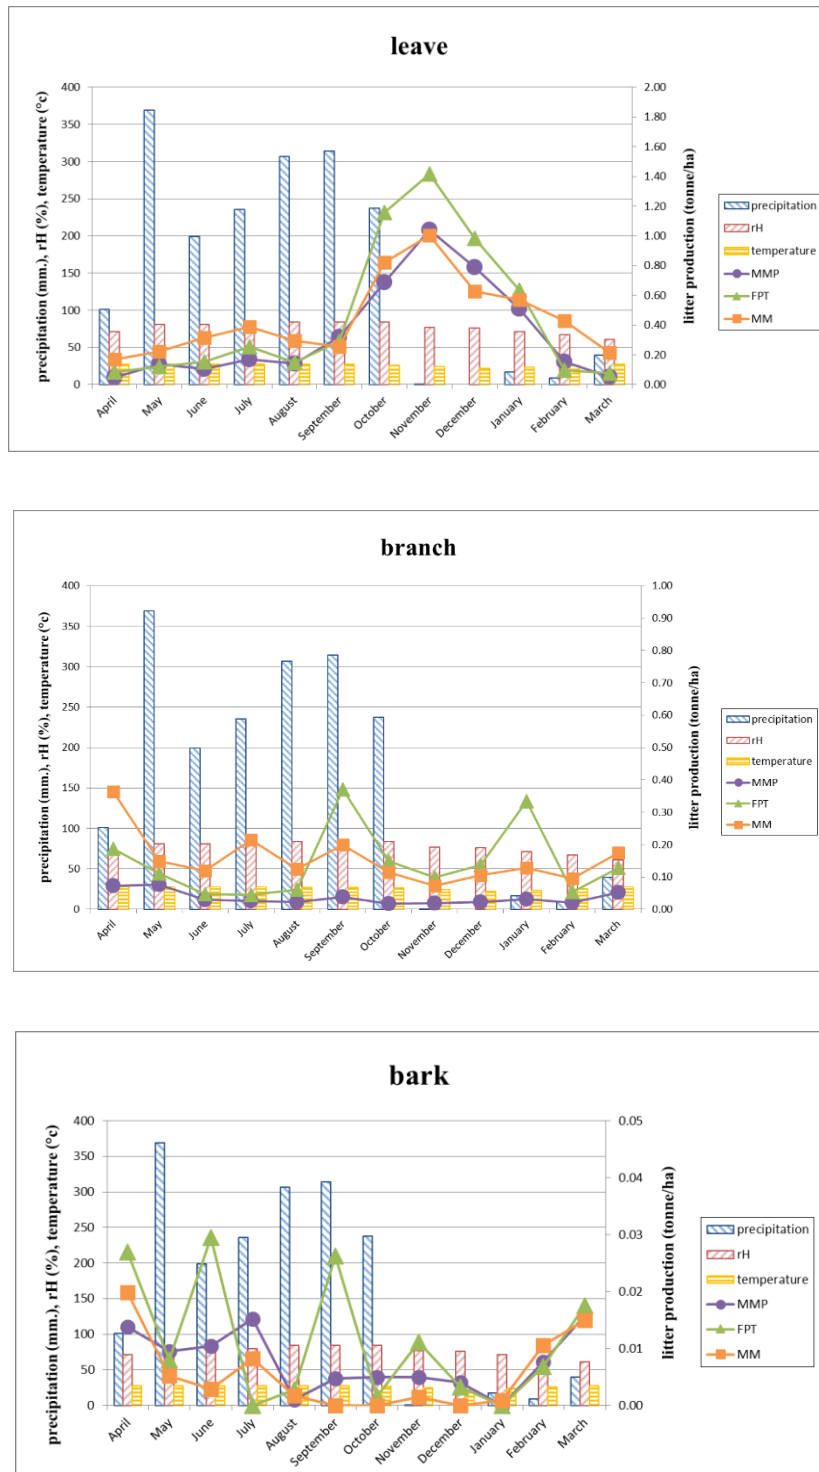 leave
precipitation (mm.), rH (%), temperature (°c)
400
350
300
250
200
150
100
50
0
2.00
1.80
1.60
1.40
1.20
1.00
0.80
0.60
0.40
0.20
0.00
litter production (tonne/ha)
April
May
June
July
August
September
October
November
December
January
February
March
precipitation
rH
temperature
MMP
FPT
MM
branch
precipitation (mm.), rH (%), temperature (°c)
400
350
300
250
200
150
100
50
0
1.00
0.90
0.80
0.70
0.60
0.50
0.40
0.30
0.20
0.10
0.00
litter production (tonne/ha)
April
May
June
July
August
September
October
November
December
January
February
March
precipitation
rH
temperature
MMP
FPT
MM
bark
precipitation (mm.), rH (%), temperature (°c)
400
350
300
250
200
150
100
50
0
0.05
0.04
0.03
0.02
0.01
0.00
litter production (tonne/ha)
April
May
June
July
August
September
October
November
December
January
February
March
precipitation
rH
temperature
MMP
FPT
MM